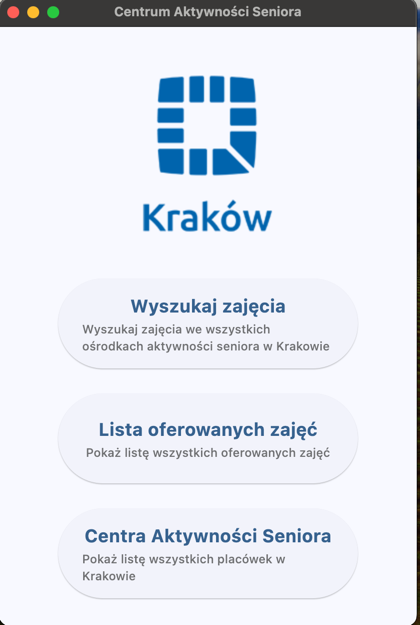 Centrum Aktywności Seniora
Kraków
Wyszukaj zajęcia
Wyszukaj zajęcia we wszystkich
ośrodkach aktywności seniora w Krakowie
Lista oferowanych zajęć
Pokaż listę wszystkich oferowanych zajęć
Centra Aktywności Seniora
Pokaż listę wszystkich placówek w
Krakowie